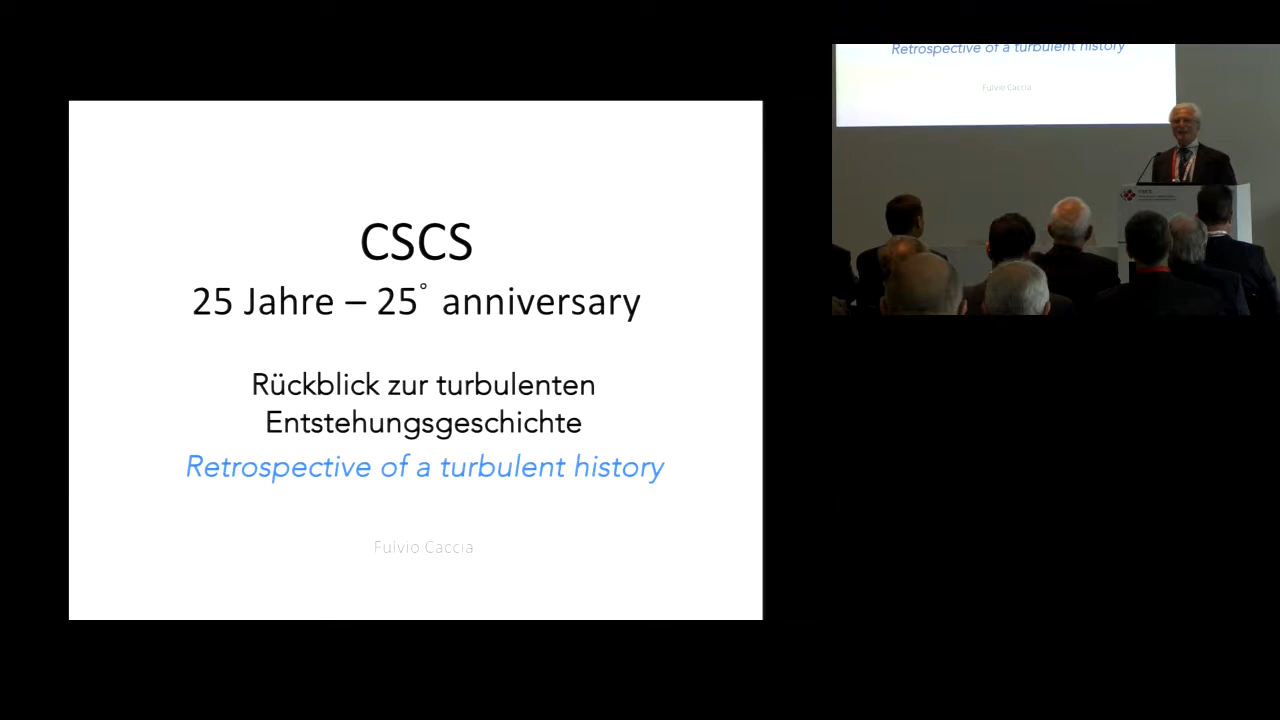 CSCS
25 Jahre – 25° anniversary
Rückblick zur turbulenten
Entstehungsgeschichte
Retrospective of a turbulent history
Fulvio Caccia
Retrospective of a turbulent history
Fulvio Caccia
CSCS